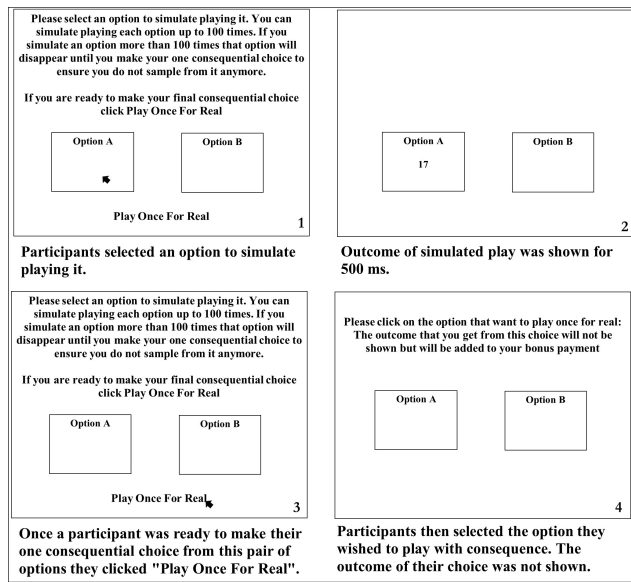 Please select an option to simulate playing it. You can
simulate playing each option up to 100 times. If you
simulate an option more than 100 times that option will
disappear until you make your one consequential choice to
ensure you do not sample from it anymore.
If you are ready to make your final consequential choice
click Play Once For Real
Option A
Option B
Play Once For Real
1
Participants selected an option to simulate
playing it.
Option A
17
Option B
2
Outcome of simulated play was shown for
500 ms.
Please select an option to simulate playing it. You can
simulate playing each option up to 100 times. If you
simulate an option more than 100 times that option will
disappear until you make your one consequential choice to
ensure you do not sample from it anymore.
If you are ready to make your final consequential choice
click Play Once For Real
Option A
Option B
Play Once For Real
3
Once a participant was ready to make their
one consequential choice from this pair of
options they clicked "Play Once For Real".
Please click on the option that want to play once for real:
The outcome that you get from this choice will not be
shown but will be added to your bonus payment
Option A
Option B
4
Participants then selected the option they
wished to play with consequence. The
outcome of their choice was not shown.